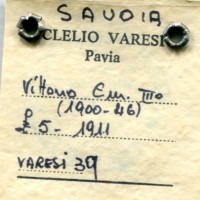 SAVOIA
CLELIO VARESI
Pavia
Vittorio Em. IIIo
(1900-46)
£ 5 - 1911
VARESI 39